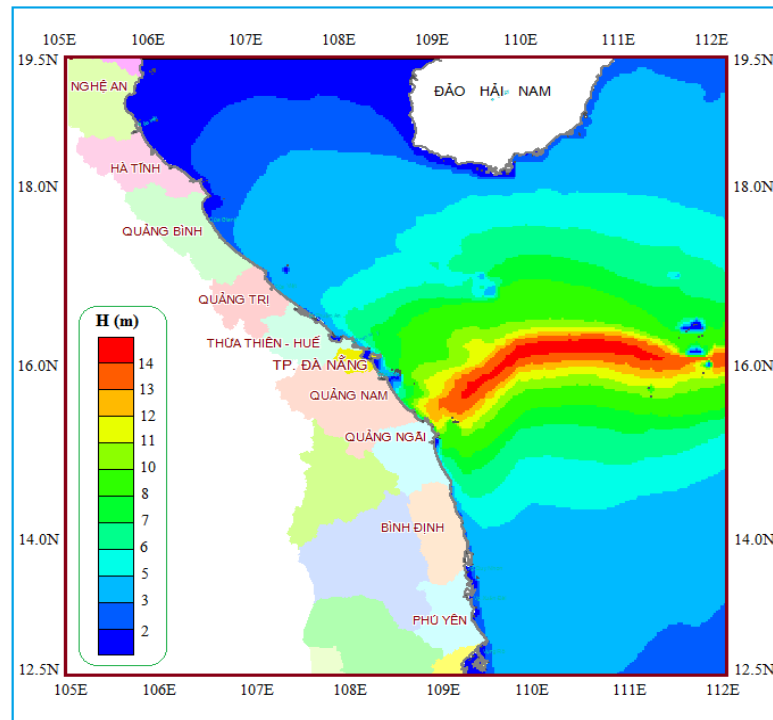 105E 106E 107E 108E 109E 110E 111E 112E
19.5N 19.5N
NGHỆ AN
ĐẢO HẢI NAM
HÀ TĨNH
18.0N 18.0N
QUẢNG BÌNH
QUẢNG TRỊ
H (m)
THỪA THIÊN - HUẾ
14
TP. ĐÀ NẴNG
16.0N 16.0N
13
QUẢNG NAM
12
11
QUẢNG NGÃI
10
8
7
BÌNH ĐỊNH
14.0N 14.0N
6
5
3
PHÚ YÊN
2
12.5N 12.5N
105E 106E 107E 108E 109E 110E 111E 112E